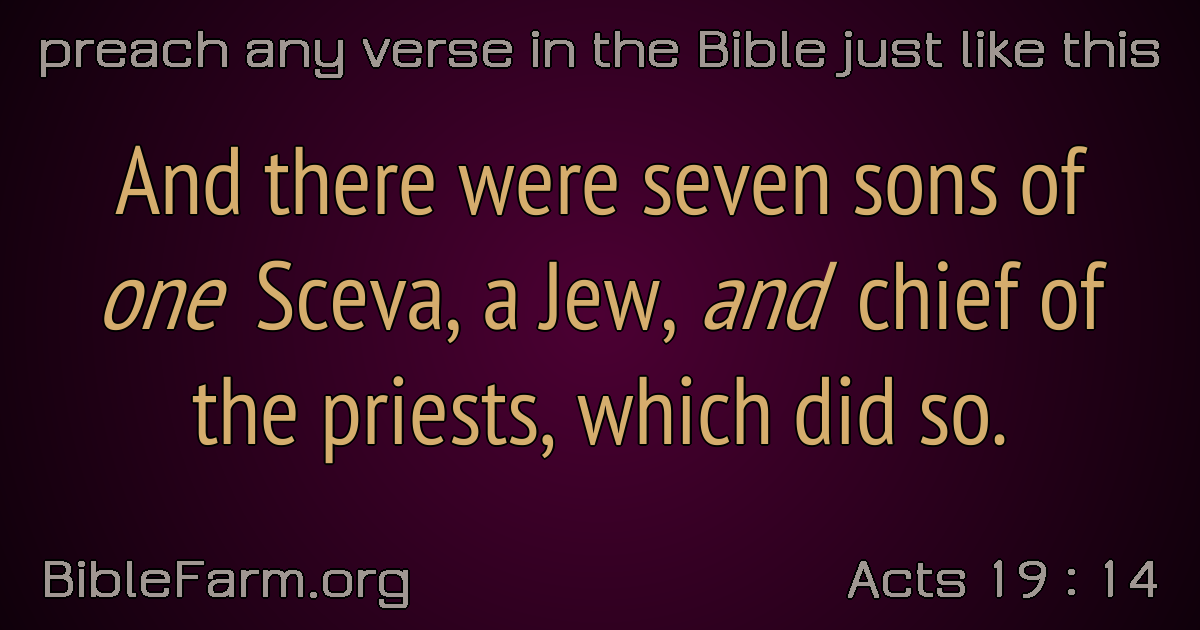 preach any verse in the Bible just like this
And there were seven sons of
one Sceva, a Jew, and chief of
the priests, which did so.
BibleFarm.org
Acts 19 : 14